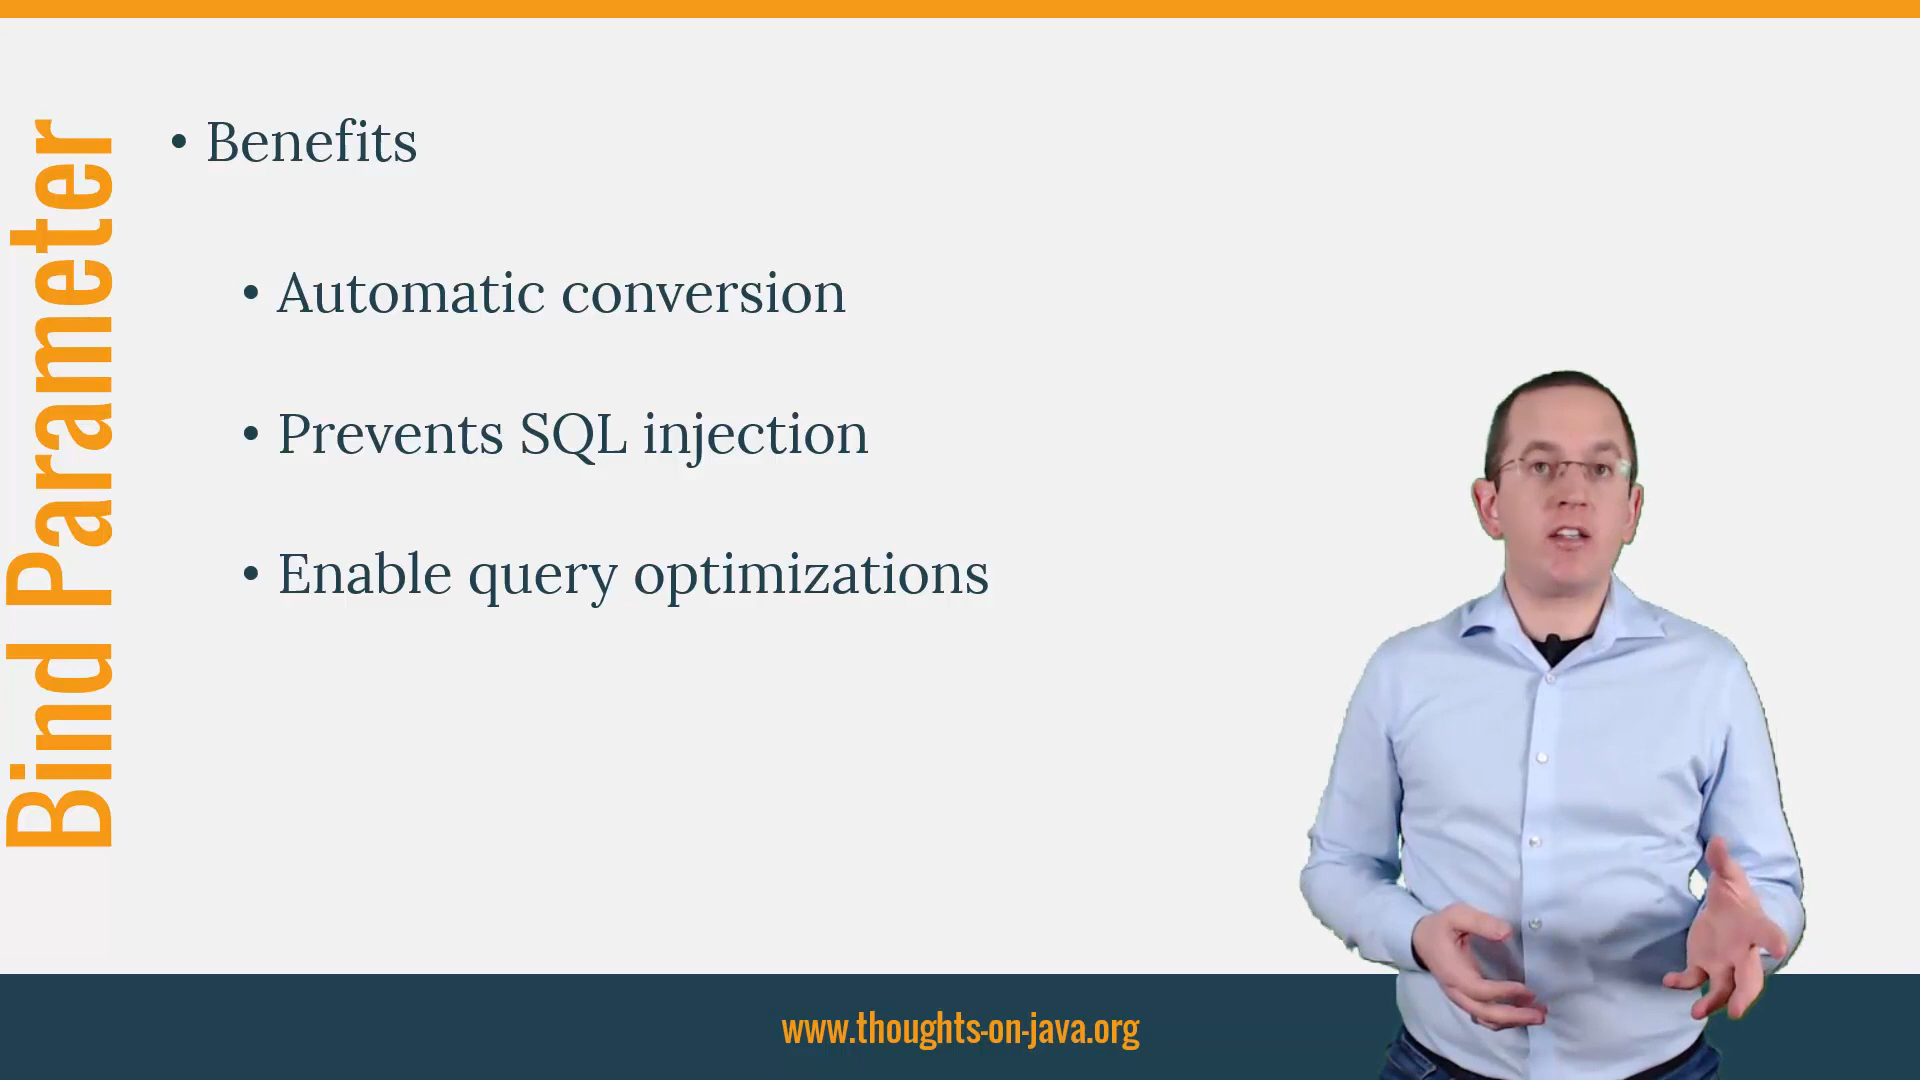 Bind Parameter
• Benefits
• Automatic conversion
• Prevents SQL injection
• Enable query optimizations
www.thoughts-on-java.org